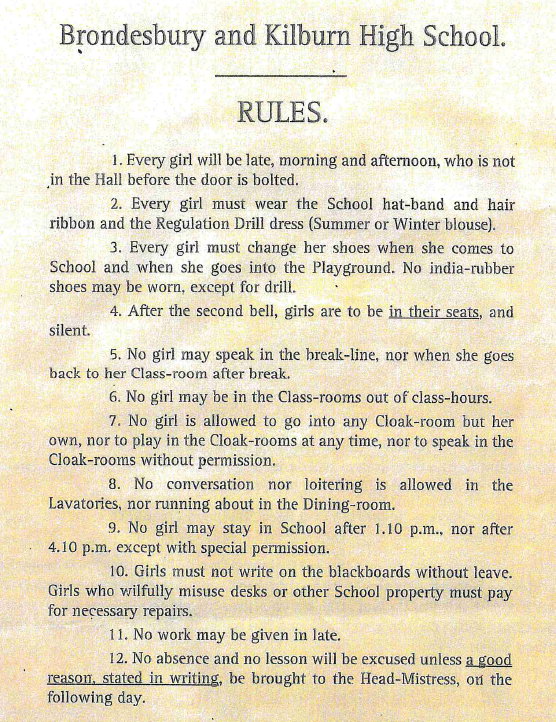 Brondesbury and Kilburn High School.
RULES.
1. Every girl will be late, morning and afternoon, who is not
in the Hall before the door is bolted.
2. Every girl must wear the School hat-band and hair
ribbon and the Regulation Drill dress (Summer or Winter blouse).
3. Every girl must change her shoes when she comes to
School and when she goes into the Playground. No india-rubber
shoes may be worn, except for drill.
4. After the second bell, girls are to be in their seats, and
silent.
5. No girl may speak in the break-line, nor when she goes
back to her Class-room after break.
6. No girl may be in the Class-rooms out of class-hours.
7. No girl is allowed to go into any Cloak-room but her
own, nor to play in the Cloak-rooms at any time, nor to speak in the
Cloak-rooms without permission.
8. No conversation nor loitering is allowed in the
Lavatories, nor running about in the Dining-room.
9. No girl may stay in School after 1.10 p.m., nor after
4.10 p.m. except with special permission.
10. Girls must not write on the blackboards without leave.
Girls who wilfully misuse desks or other School property must pay
for necessary repairs.
11. No work may be given in late.
12. No absence and no lesson will be excused unless a good
reason, stated in writing, be brought to the Head-Mistress, on the
following day.